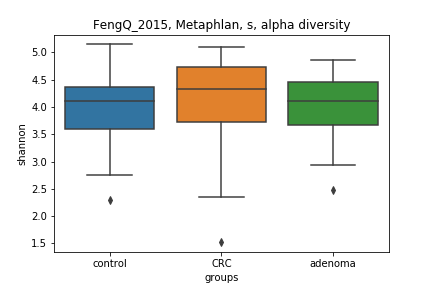 FengQ_2015, Metaphlan, s, alpha diversity
5.0
4.5
4.0
3.5
3.0
2.5
2.0
1.5
shannon
control CRC adenoma
groups